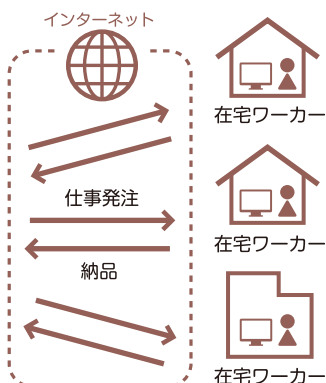 インターネット
在宅ワーカー
仕事発注
在宅ワーカー
納品
在宅ワーカー